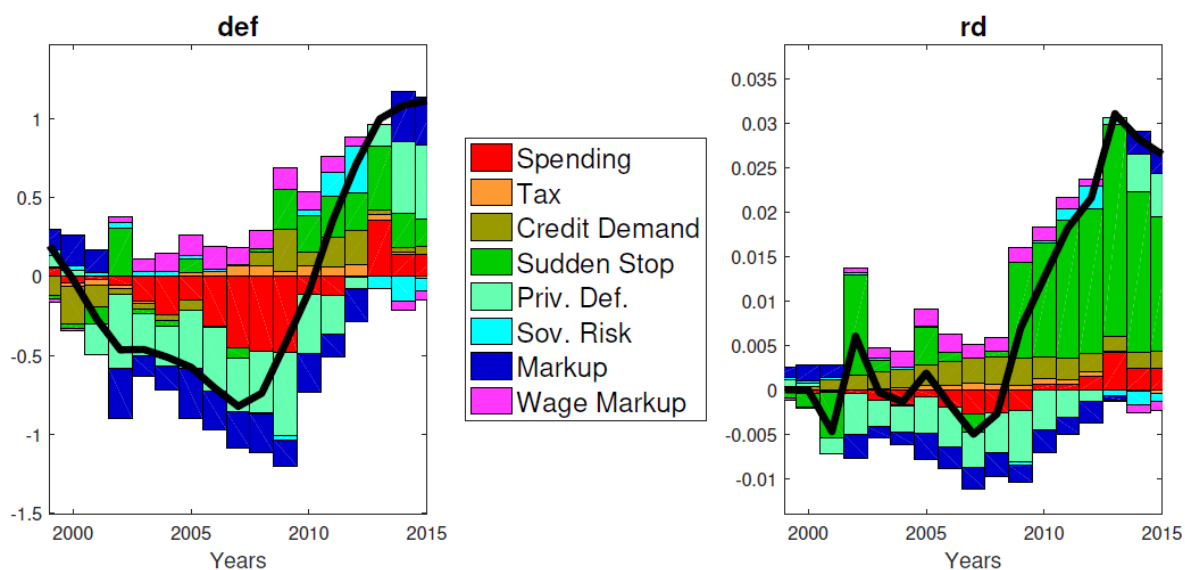 def
1
0.5
0
-0.5
-1
-1.5
2000 2005 2010 2015
Years
Spending
Tax
Credit Demand
Sudden Stop
Priv. Def.
Sov. Risk
Markup
Wage Markup
rd
0.035
0.03
0.025
0.02
0.015
0.01
0.005
0
-0.005
-0.01
2000 2005 2010 2015
Years